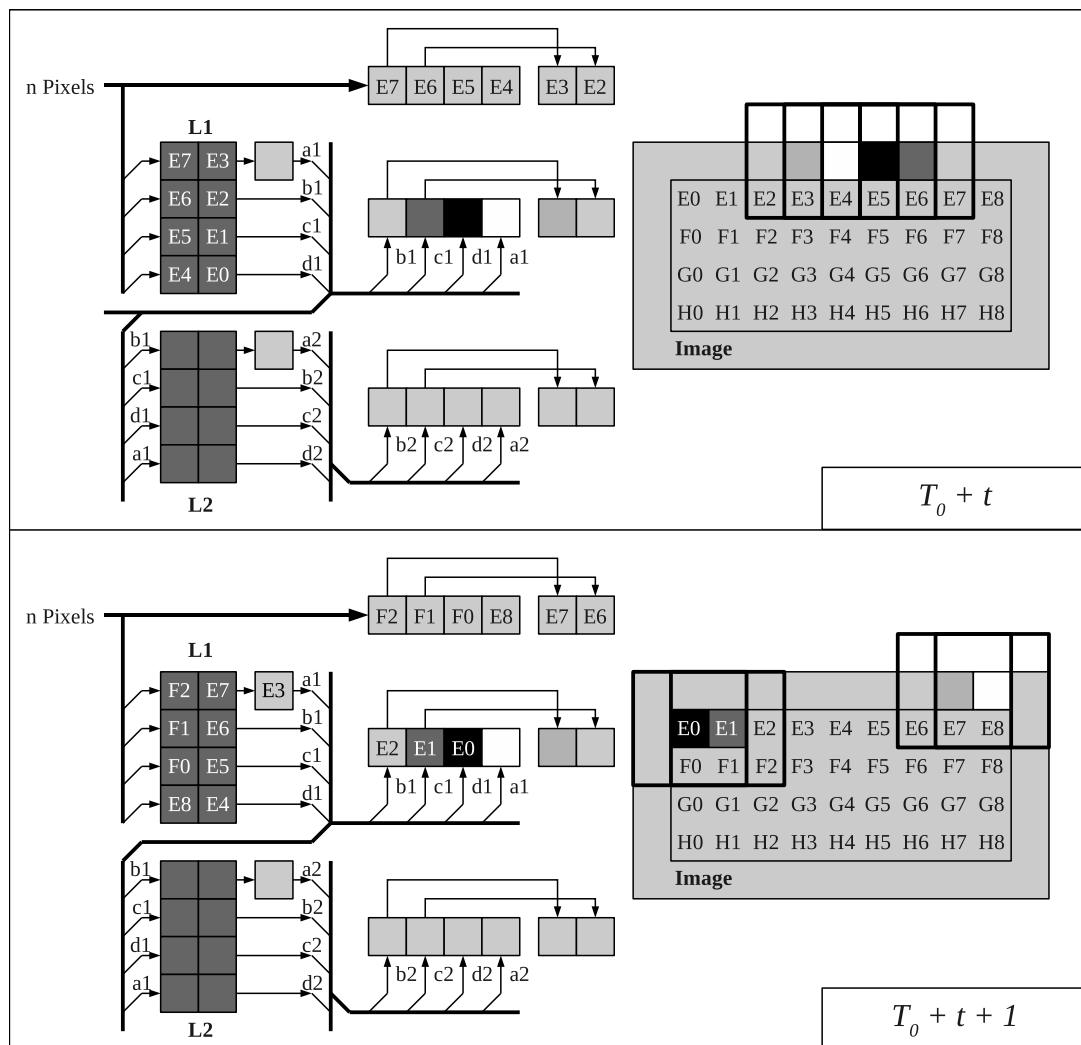 n Pixels
E7 E6 E5 E4 E3 E2
L1
E7 E3 a1
E6 E2 b1
E5 E1 c1
E4 E0 d1
b1 c1 d1 a1
b1 a2
c1 b2
d1 c2
a1 d2
L2
b2 c2 d2 a2
E0 E1 E2 E3 E4 E5 E6 E7 E8
F0 F1 F2 F3 F4 F5 F6 F7 F8
G0 G1 G2 G3 G4 G5 G6 G7 G8
H0 H1 H2 H3 H4 H5 H6 H7 H8
Image
T0 + t
n Pixels
F2 F1 F0 E8 E7 E6
L1
F2 E7 E3 a1
F1 E6 b1
F0 E5 c1
E8 E4 d1
E2 E1 E0
b1 c1 d1 a1
b1 a2
c1 b2
d1 c2
a1 d2
L2
b2 c2 d2 a2
E0 E1 E2 E3 E4 E5 E6 E7 E8
F0 F1 F2 F3 F4 F5 F6 F7 F8
G0 G1 G2 G3 G4 G5 G6 G7 G8
H0 H1 H2 H3 H4 H5 H6 H7 H8
Image
T0 + t + 1